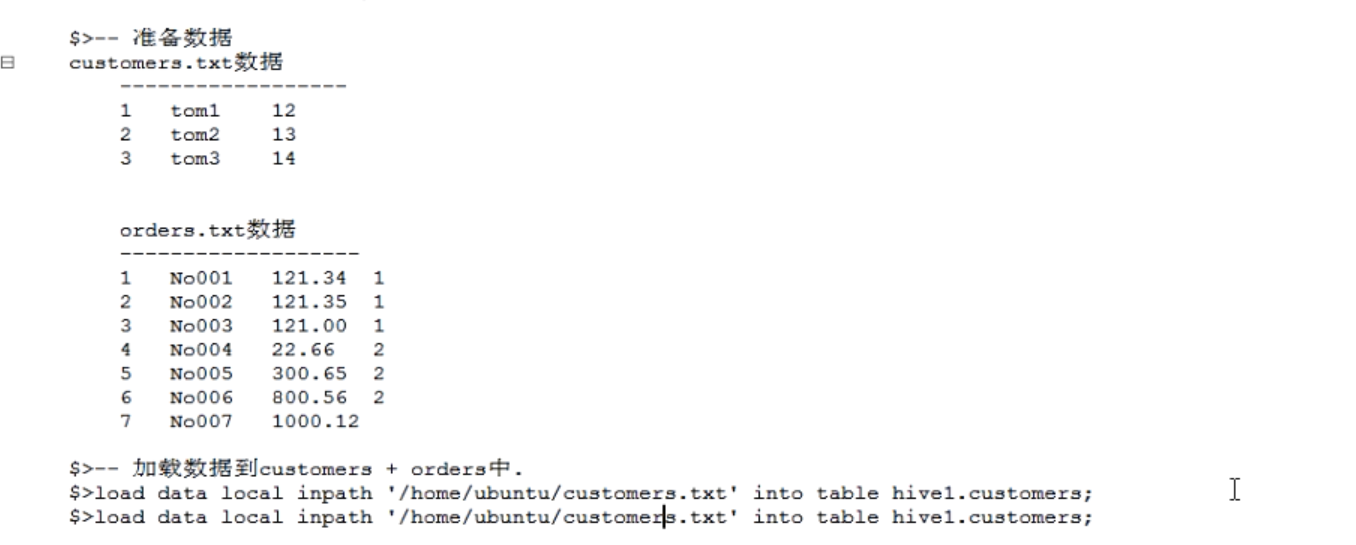 $>-- 准备数据
customers.txt数据
------------------
1 tom1 12
2 tom2 13
3 tom3 14
orders.txt数据
-------------------
1 No001 121.34 1
2 No002 121.35 1
3 No003 121.00 1
4 No004 22.66 2
5 No005 300.65 2
6 No006 800.56 2
7 No007 1000.12
$>-- 加载数据到customers + orders中.
$>load data local inpath '/home/ubuntu/customers.txt' into table hive1.customers;
$>load data local inpath '/home/ubuntu/customers.txt' into table hive1.customers;